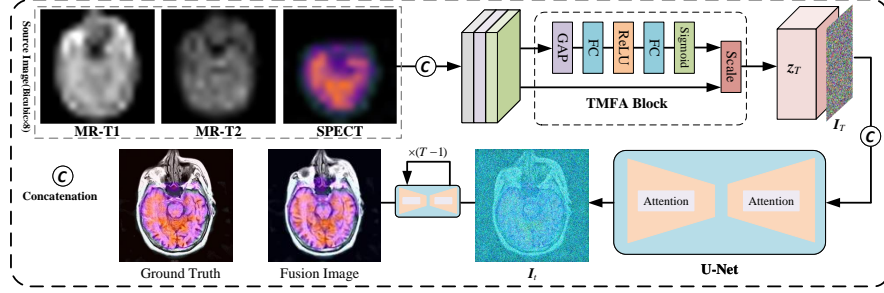 Source Image(Bicubic×8)
MR-T1
MR-T2
SPECT
C
GAP
FC
ReLU
FC
Sigmoid
Scale
TMFA Block
z_T
I_T
C
C
Concatenation
×(T−1)
Attention
Attention
Ground Truth
Fusion Image
I_t
U-Net